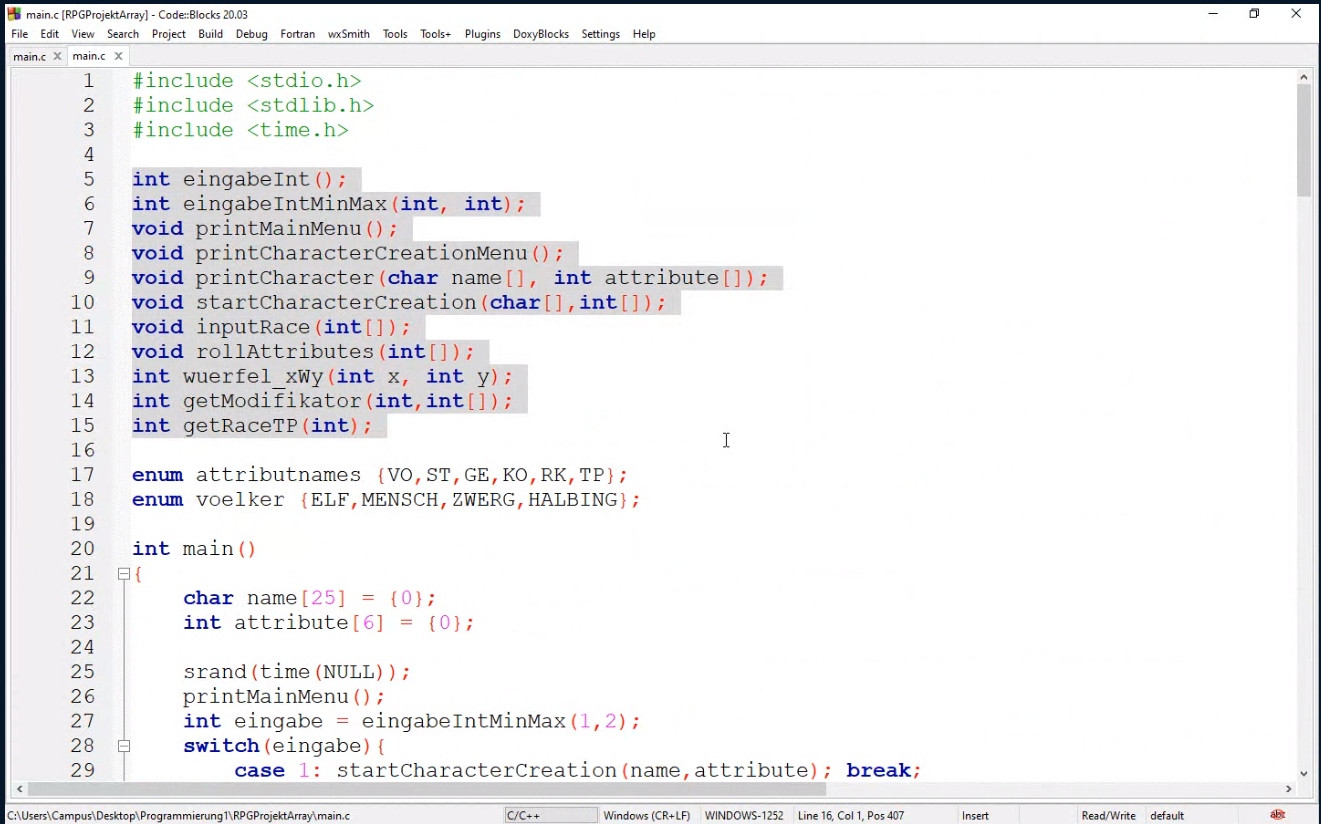 main.c [RPGProjektArray] - Code::Blocks 20.03
File Edit View Search Project Build Debug Fortran wxSmith Tools Tools+ Plugins DoxyBlocks Settings Help
main.c main.c
1 #include <stdio.h>
2 #include <stdlib.h>
3 #include <time.h>
4
5 int eingabeInt();
6 int eingabeIntMinMax(int, int);
7 void printMainMenu();
8 void printCharacterCreationMenu();
9 void printCharacter(char name[], int attribute[]);
10 void startCharacterCreation(char[],int[]);
11 void inputRace(int[]);
12 void rollAttributes(int[]);
13 int wuerfel_xWy(int x, int y);
14 int getModifikator(int,int[]);
15 int getRaceTP(int);
16
17 enum attributnames {VO,ST,GE,KO,RK,TP};
18 enum voelker {ELF,MENSCH,ZWERG,HALBING};
19
20 int main()
21 {
22 char name[25] = {0};
23 int attribute[6] = {0};
24
25 srand(time(NULL));
26 printMainMenu();
27 int eingabe = eingabeIntMinMax(1,2);
28 switch(eingabe){
29 case 1: startCharacterCreation(name,attribute); break;
C:\Users\Campus\Desktop\Programmierung1\RPGProjektArray\main.c C/C++ Windows (CR+LF) WINDOWS-1252 Line 16, Col 1, Pos 407 Insert Read/Write default